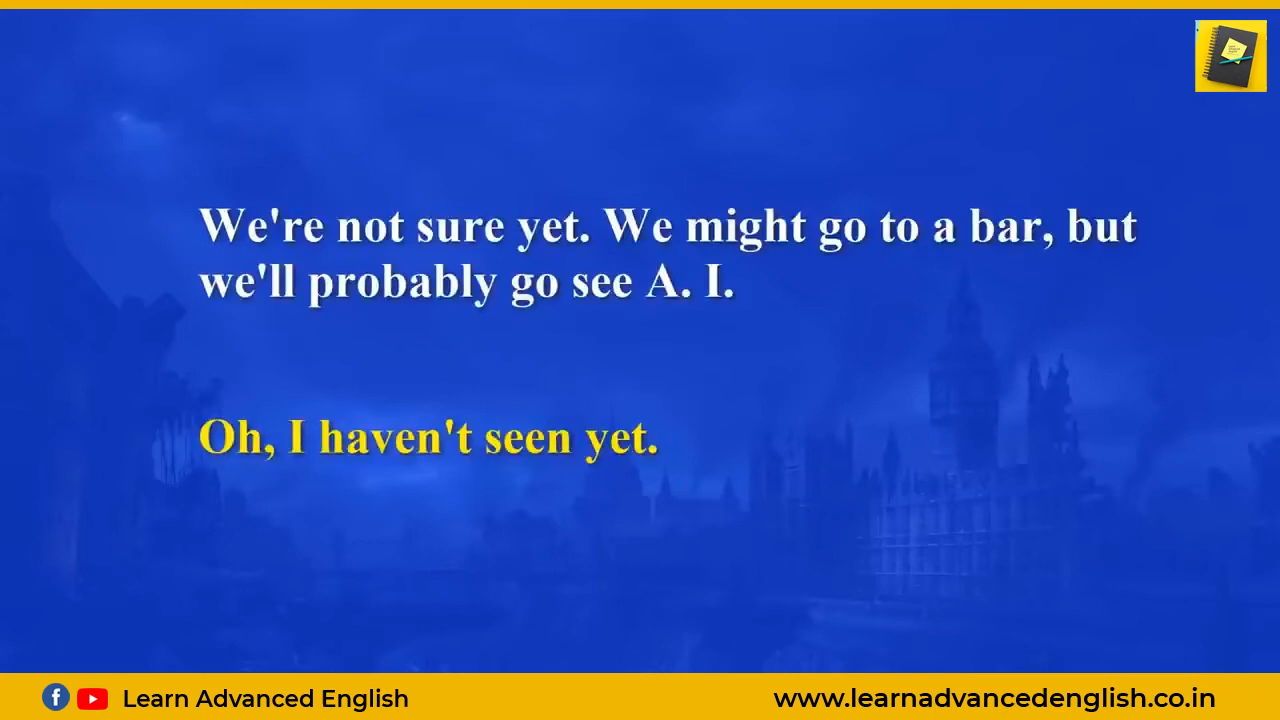 We're not sure yet. We might go to a bar, but
we'll probably go see A. I.
Oh, I haven't seen yet.
Learn Advanced English
www.learnadvancedenglish.co.in